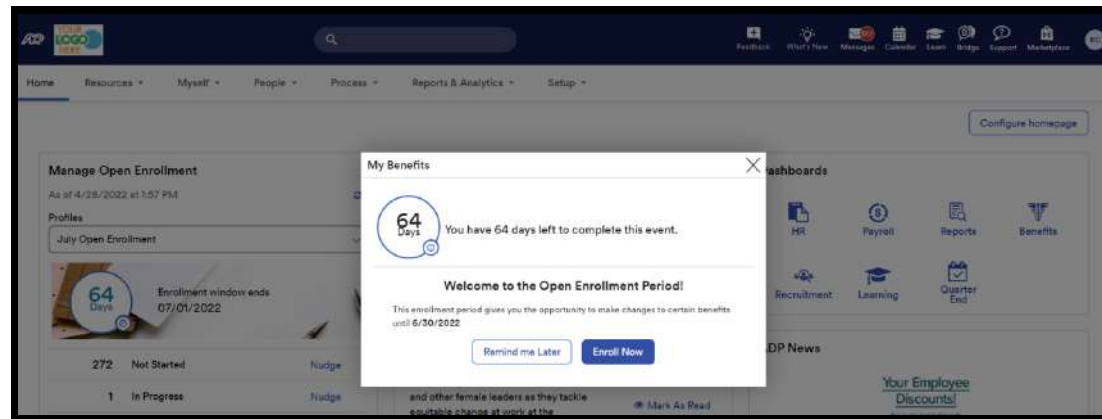 ADP
YOUR
LOGO
HERE
Feedback
What's New
Messages
Calendar
Learn
Bridge
Support
Marketplace
Home
Resources
Myself
People
Process
Reports & Analytics
Setup
Configure homepage
Manage Open Enrollment
As of 4/28/2022 at 1:57 PM
Profiles
July Open Enrollment
64
Days
Enrollment window ends
07/01/2022
272 Not Started Nudge
1 In Progress Nudge
My Benefits
64
Days
You have 64 days left to complete this event.
Welcome to the Open Enrollment Period!
This enrollment period gives you the opportunity to make changes to certain benefits
until 6/30/2022
Remind me Later
Enroll Now
and other female leaders as they tackle
equitable change at work at the
Mark As Read
ashboards
HR
Payroll
Reports
Benefits
Recruitment
Learning
Quarter
End
DP News
Your Employee
Discounts!